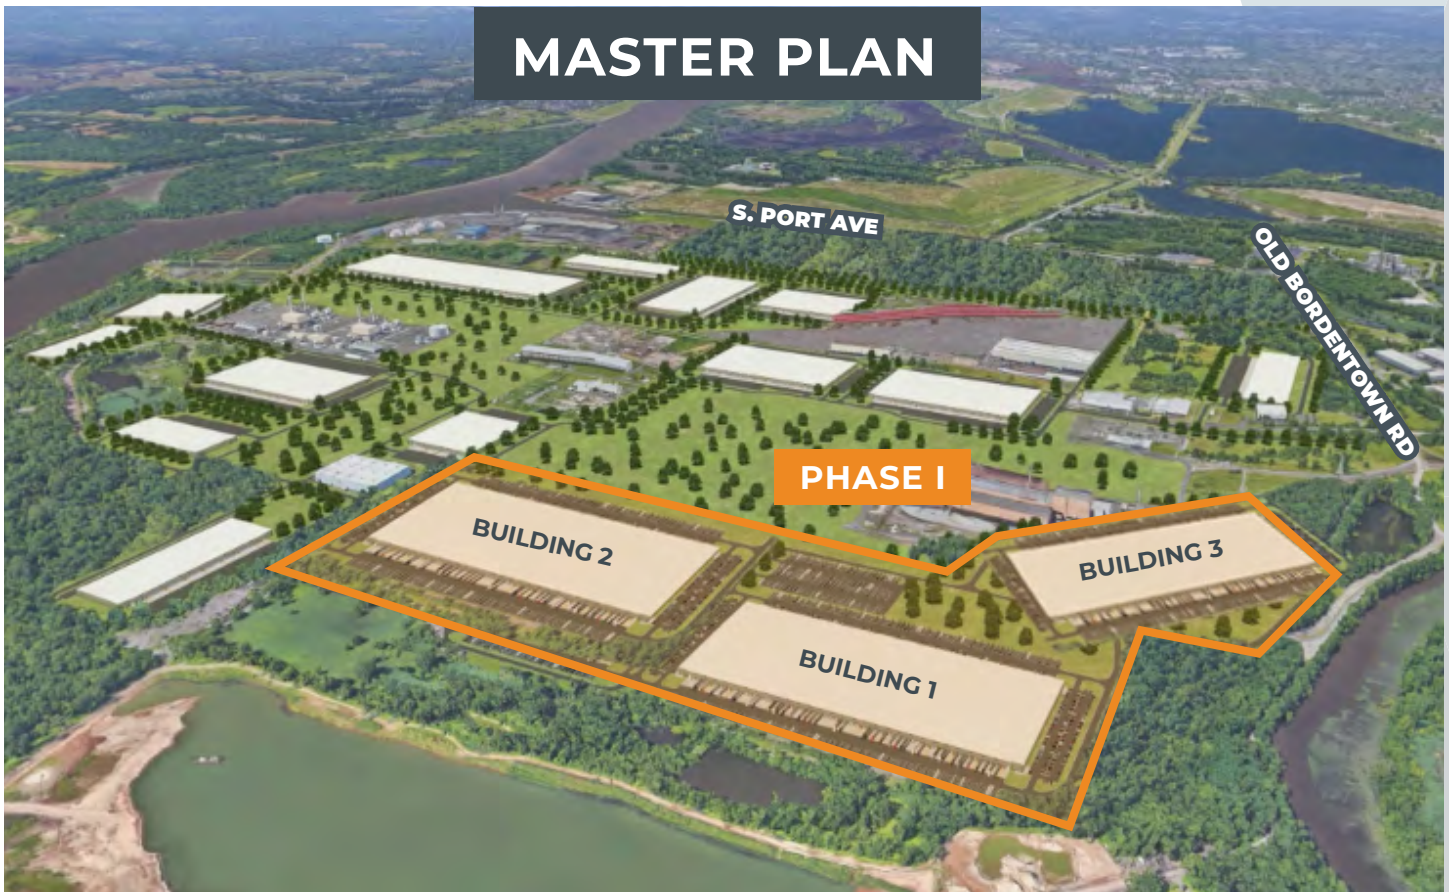 MASTER PLAN
S. PORT AVE
OLD BORDENTOWN RD
PHASE I
BUILDING 2
BUILDING 3
BUILDING 1